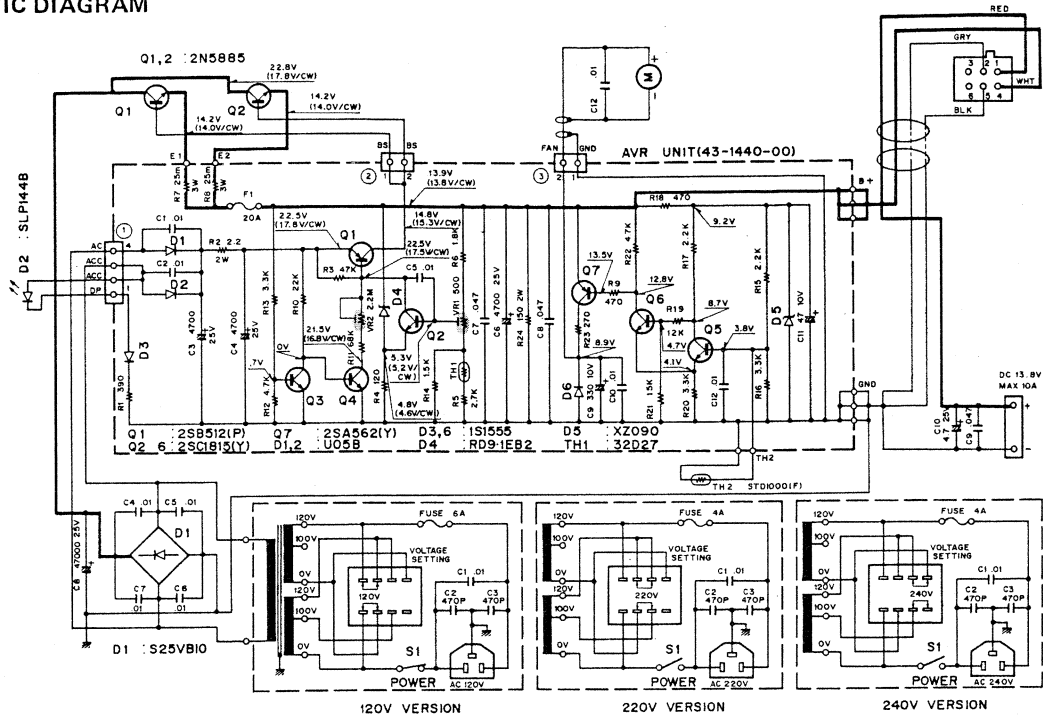 IC DIAGRAM
Q1,2 : 2N5885
22.8V
(17.8V/CW)
14.2V
(14.0V/CW)
Q1
Q2
14.2V
(14.0V/CW)
E1
E2
R7 25m
3W
R8 25m
3W
F1
20A
BS
BS
1
2
②
.01
C12
M
+
-
FAN
GND
2
1
③
AVR UNIT(43-1440-00)
RED
GRY
WHT
BLK
3 2 1
6 5 4
B+
D2 : SLP144B
①
AC
ACC
ACC
DP
4
1
C1 .01
D1
C2 .01
D2
R2 2.2
2W
C3 4700
25V
C4 4700
25V
D3
R1 390
22.5V
(17.8V/CW)
R13 3.3K
R10 22K
R12 4.7K
.7V
0V
Q3
Q1
R3 47K
13.9V
(13.8V/CW)
14.8V
(15.3V/CW)
22.5V
(17.5V/CW)
VR2 2.2M
R11 68K
21.5V
(16.8V/CW)
Q4
D4
C5 .01
Q2
R4 120
5.3V
(5.2V/CW)
4.8V
(4.6V/CW)
R14 1.5K
R6 1.8K
VR1 500
TH1
R5 2.7K
C7 .047
C6 4700 25V
R24 150 2W
C8 .047
Q7
13.5V
R9
470
R23 270
8.9V
D6
C9 330 10V
C10 .01
R18 470
R22 4.7K
12.8V
Q6
R19
12K
4.7V
R21 15K
R17 2.2K
9.2V
8.7V
Q5
3.8V
4.1V
R20 3.3K
C12 .01
R15 2.2K
R16 3.3K
D5
C11 47 10V
GND
DC 13.8V
MAX 10A
+
-
C10
4.7 25V
C9 .047
TH2
TH2 STD1000(F)
Q1 : 2SB512(P) Q7 : 2SA562(Y) D3,6 : 1S1555 D5 : XZ090
Q2 6 : 2SC1815(Y) D1,2 : U05B D4 : RD9.1EB2 TH1 : 32D27
C4 .01
C5 .01
D1
C8 47000 25V
C7
.01
C6
.01
D1 : S25VB10
120V
100V
0V
120V
100V
0V
FUSE 6A
VOLTAGE
SETTING
120V
C1 .01
C2
470P
C3
470P
S1
POWER
AC 120V
120V VERSION
120V
100V
0V
120V
100V
0V
FUSE 4A
VOLTAGE
SETTING
220V
C1 .01
C2
470P
C3
470P
S1
POWER
AC 220V
220V VERSION
120V
100V
0V
120V
100V
0V
FUSE 4A
VOLTAGE
SETTING
240V
C1 .01
C2
470P
C3
470P
S1
POWER
AC 240V
240V VERSION